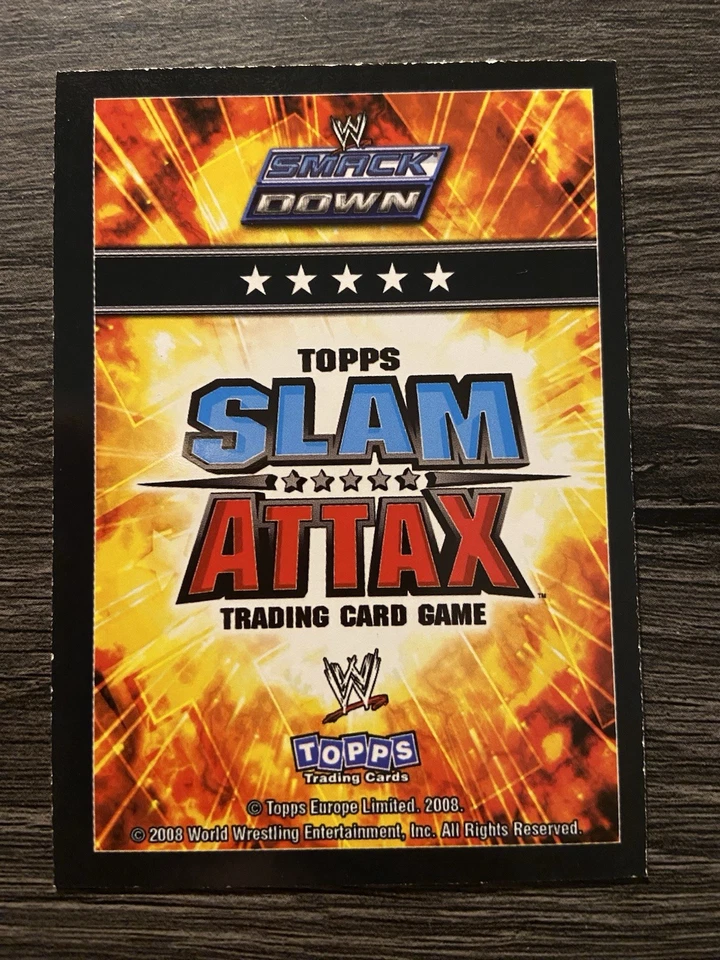 W
SMACK
DOWN
TOPPS
SLAM
ATTAX™
TRADING CARD GAME
W
TOPPS
Trading Cards
© Topps Europe Limited. 2008.
© 2008 World Wrestling Entertainment, Inc. All Rights Reserved.